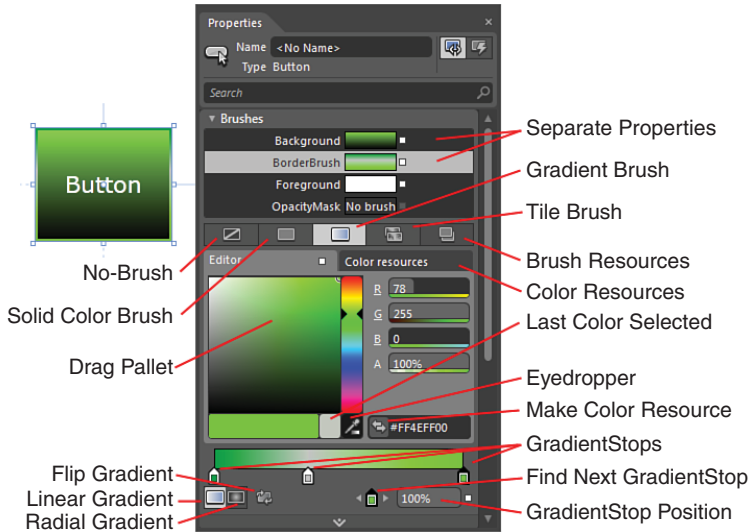 Properties
×
Name <No Name>
Type Button
Search
Brushes
Background
BorderBrush
Foreground
OpacityMask No brush
Button
Separate Properties
Gradient Brush
Tile Brush
Brush Resources
Color Resources
Last Color Selected
No-Brush
Solid Color Brush
Drag Pallet
Editor
Color resources
R 78
G 255
B 0
A 100%
Eyedropper
Make Color Resource
#FF4EFF00
GradientStops
Find Next GradientStop
GradientStop Position
Flip Gradient
Linear Gradient
Radial Gradient
100%